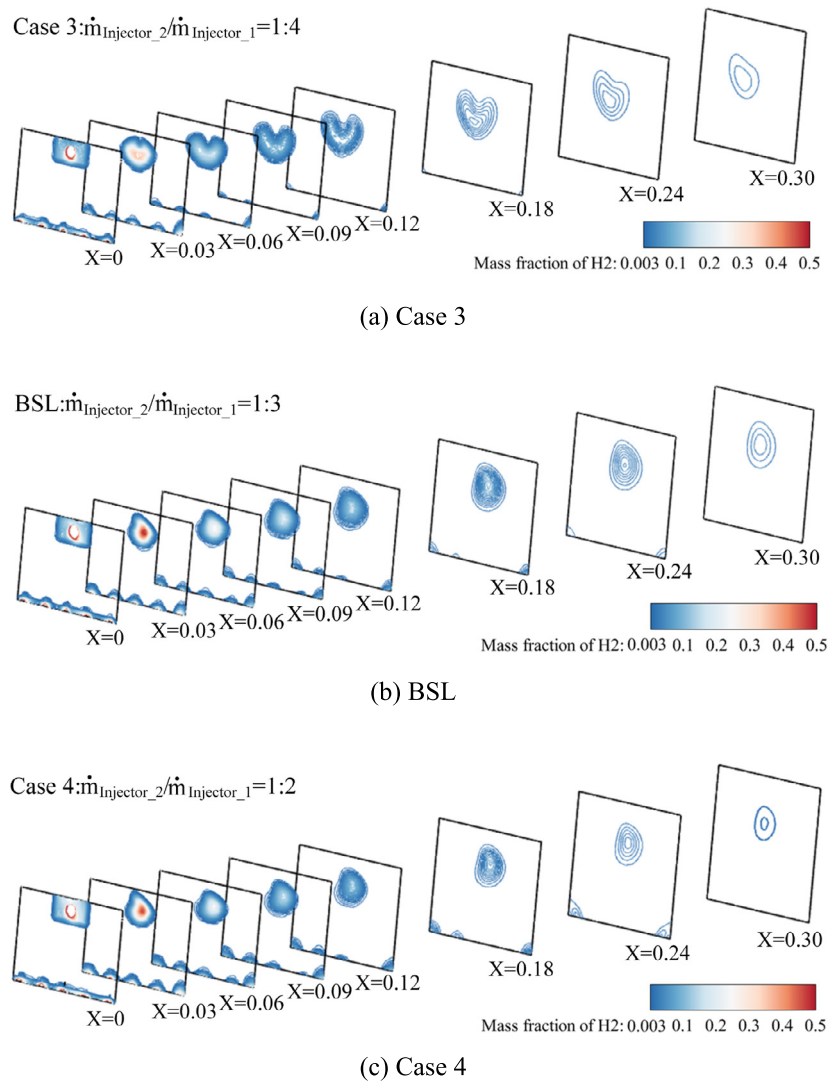 Case 3:ṁInjector_2/ṁInjector_1=1:4
X=0
X=0.03
X=0.06
X=0.09
X=0.12
X=0.18
X=0.24
X=0.30
Mass fraction of H2: 0.003 0.1 0.2 0.3 0.4 0.5
(a) Case 3
BSL:ṁInjector_2/ṁInjector_1=1:3
X=0
X=0.03
X=0.06
X=0.09
X=0.12
X=0.18
X=0.24
X=0.30
Mass fraction of H2: 0.003 0.1 0.2 0.3 0.4 0.5
(b) BSL
Case 4:ṁInjector_2/ṁInjector_1=1:2
X=0
X=0.03
X=0.06
X=0.09
X=0.12
X=0.18
X=0.24
X=0.30
Mass fraction of H2: 0.003 0.1 0.2 0.3 0.4 0.5
(c) Case 4